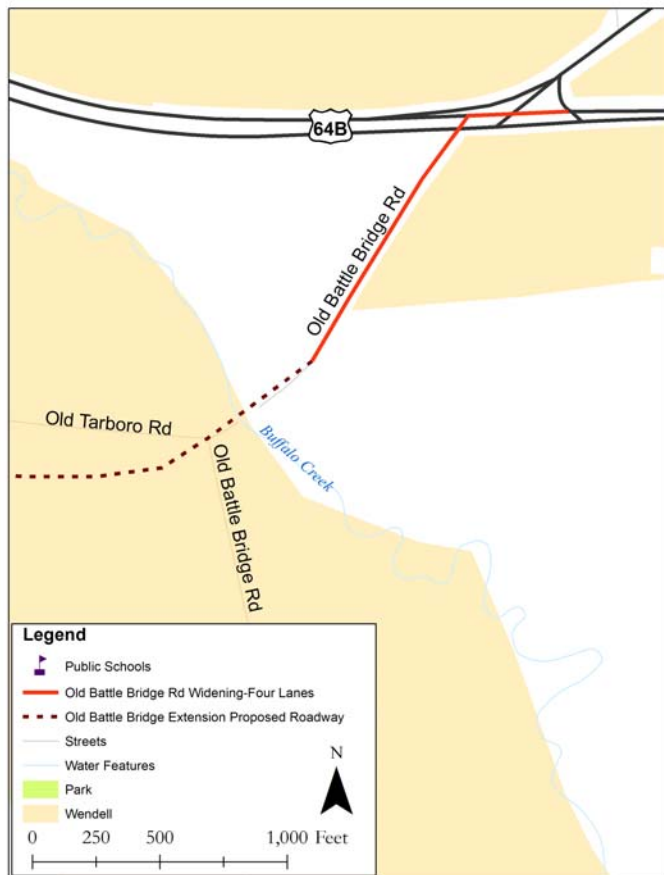 64B
Old Battle Bridge Rd
Old Tarboro Rd
Buffalo Creek
Old Battle Bridge Rd
Legend
Public Schools
Old Battle Bridge Rd Widening-Four Lanes
Old Battle Bridge Extension Proposed Roadway
Streets
Water Features
Park
Wendell
N
0 250 500 1,000 Feet